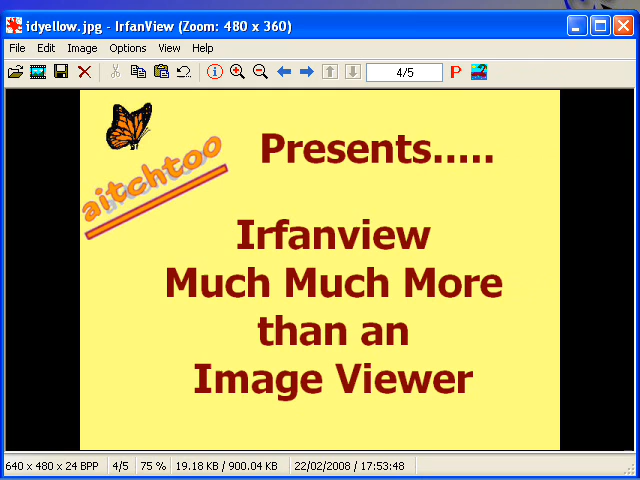 idyellow.jpg - IrfanView (Zoom: 480 x 360)
File Edit Image Options View Help
4/5 P
aitchtoo
Presents.....
Irfanview
Much Much More
than an
Image Viewer
640 x 480 x 24 BPP 4/5 75 % 19.18 KB / 900.04 KB 22/02/2008 / 17:53:48